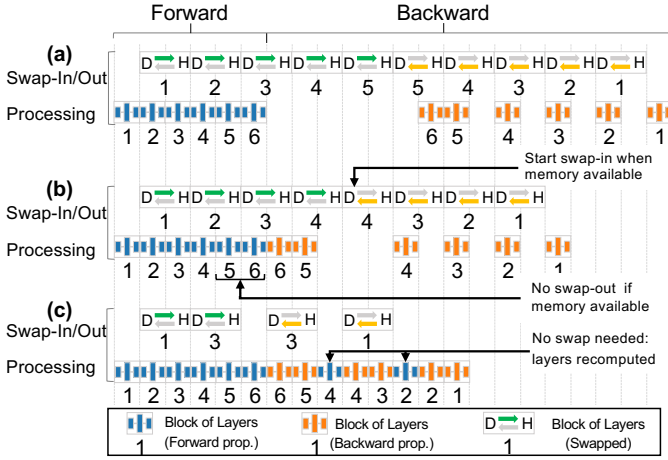 Forward Backward
(a)
D H D H D H D H D H D H D H D H D H D H
Swap-In/Out
1 2 3 4 5 5 4 3 2 1
Processing
1 2 3 4 5 6 6 5 4 3 2 1
Start swap-in when
memory available
(b)
D H D H D H D H D H D H D H D H
Swap-In/Out
1 2 3 4 4 3 2 1
Processing
1 2 3 4 5 6 6 5 4 3 2 1
No swap-out if
memory available
(c)
D H D H D H D H
Swap-In/Out
1 3 3 1
No swap needed:
layers recomputed
Processing
1 2 3 4 5 6 6 5 4 4 3 2 2 1
Block of Layers
(Forward prop.)
1
Block of Layers
(Backward prop.)
1
D H
Block of Layers
(Swapped)
1